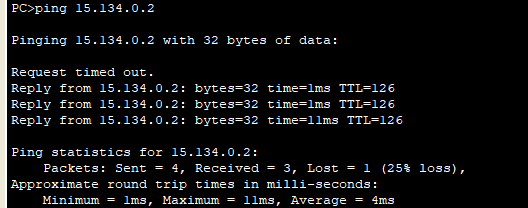 PC>ping 15.134.0.2
Pinging 15.134.0.2 with 32 bytes of data:
Request timed out.
Reply from 15.134.0.2: bytes=32 time=1ms TTL=126
Reply from 15.134.0.2: bytes=32 time=1ms TTL=126
Reply from 15.134.0.2: bytes=32 time=11ms TTL=126
Ping statistics for 15.134.0.2:
Packets: Sent = 4, Received = 3, Lost = 1 (25% loss),
Approximate round trip times in milli-seconds:
Minimum = 1ms, Maximum = 11ms, Average = 4ms